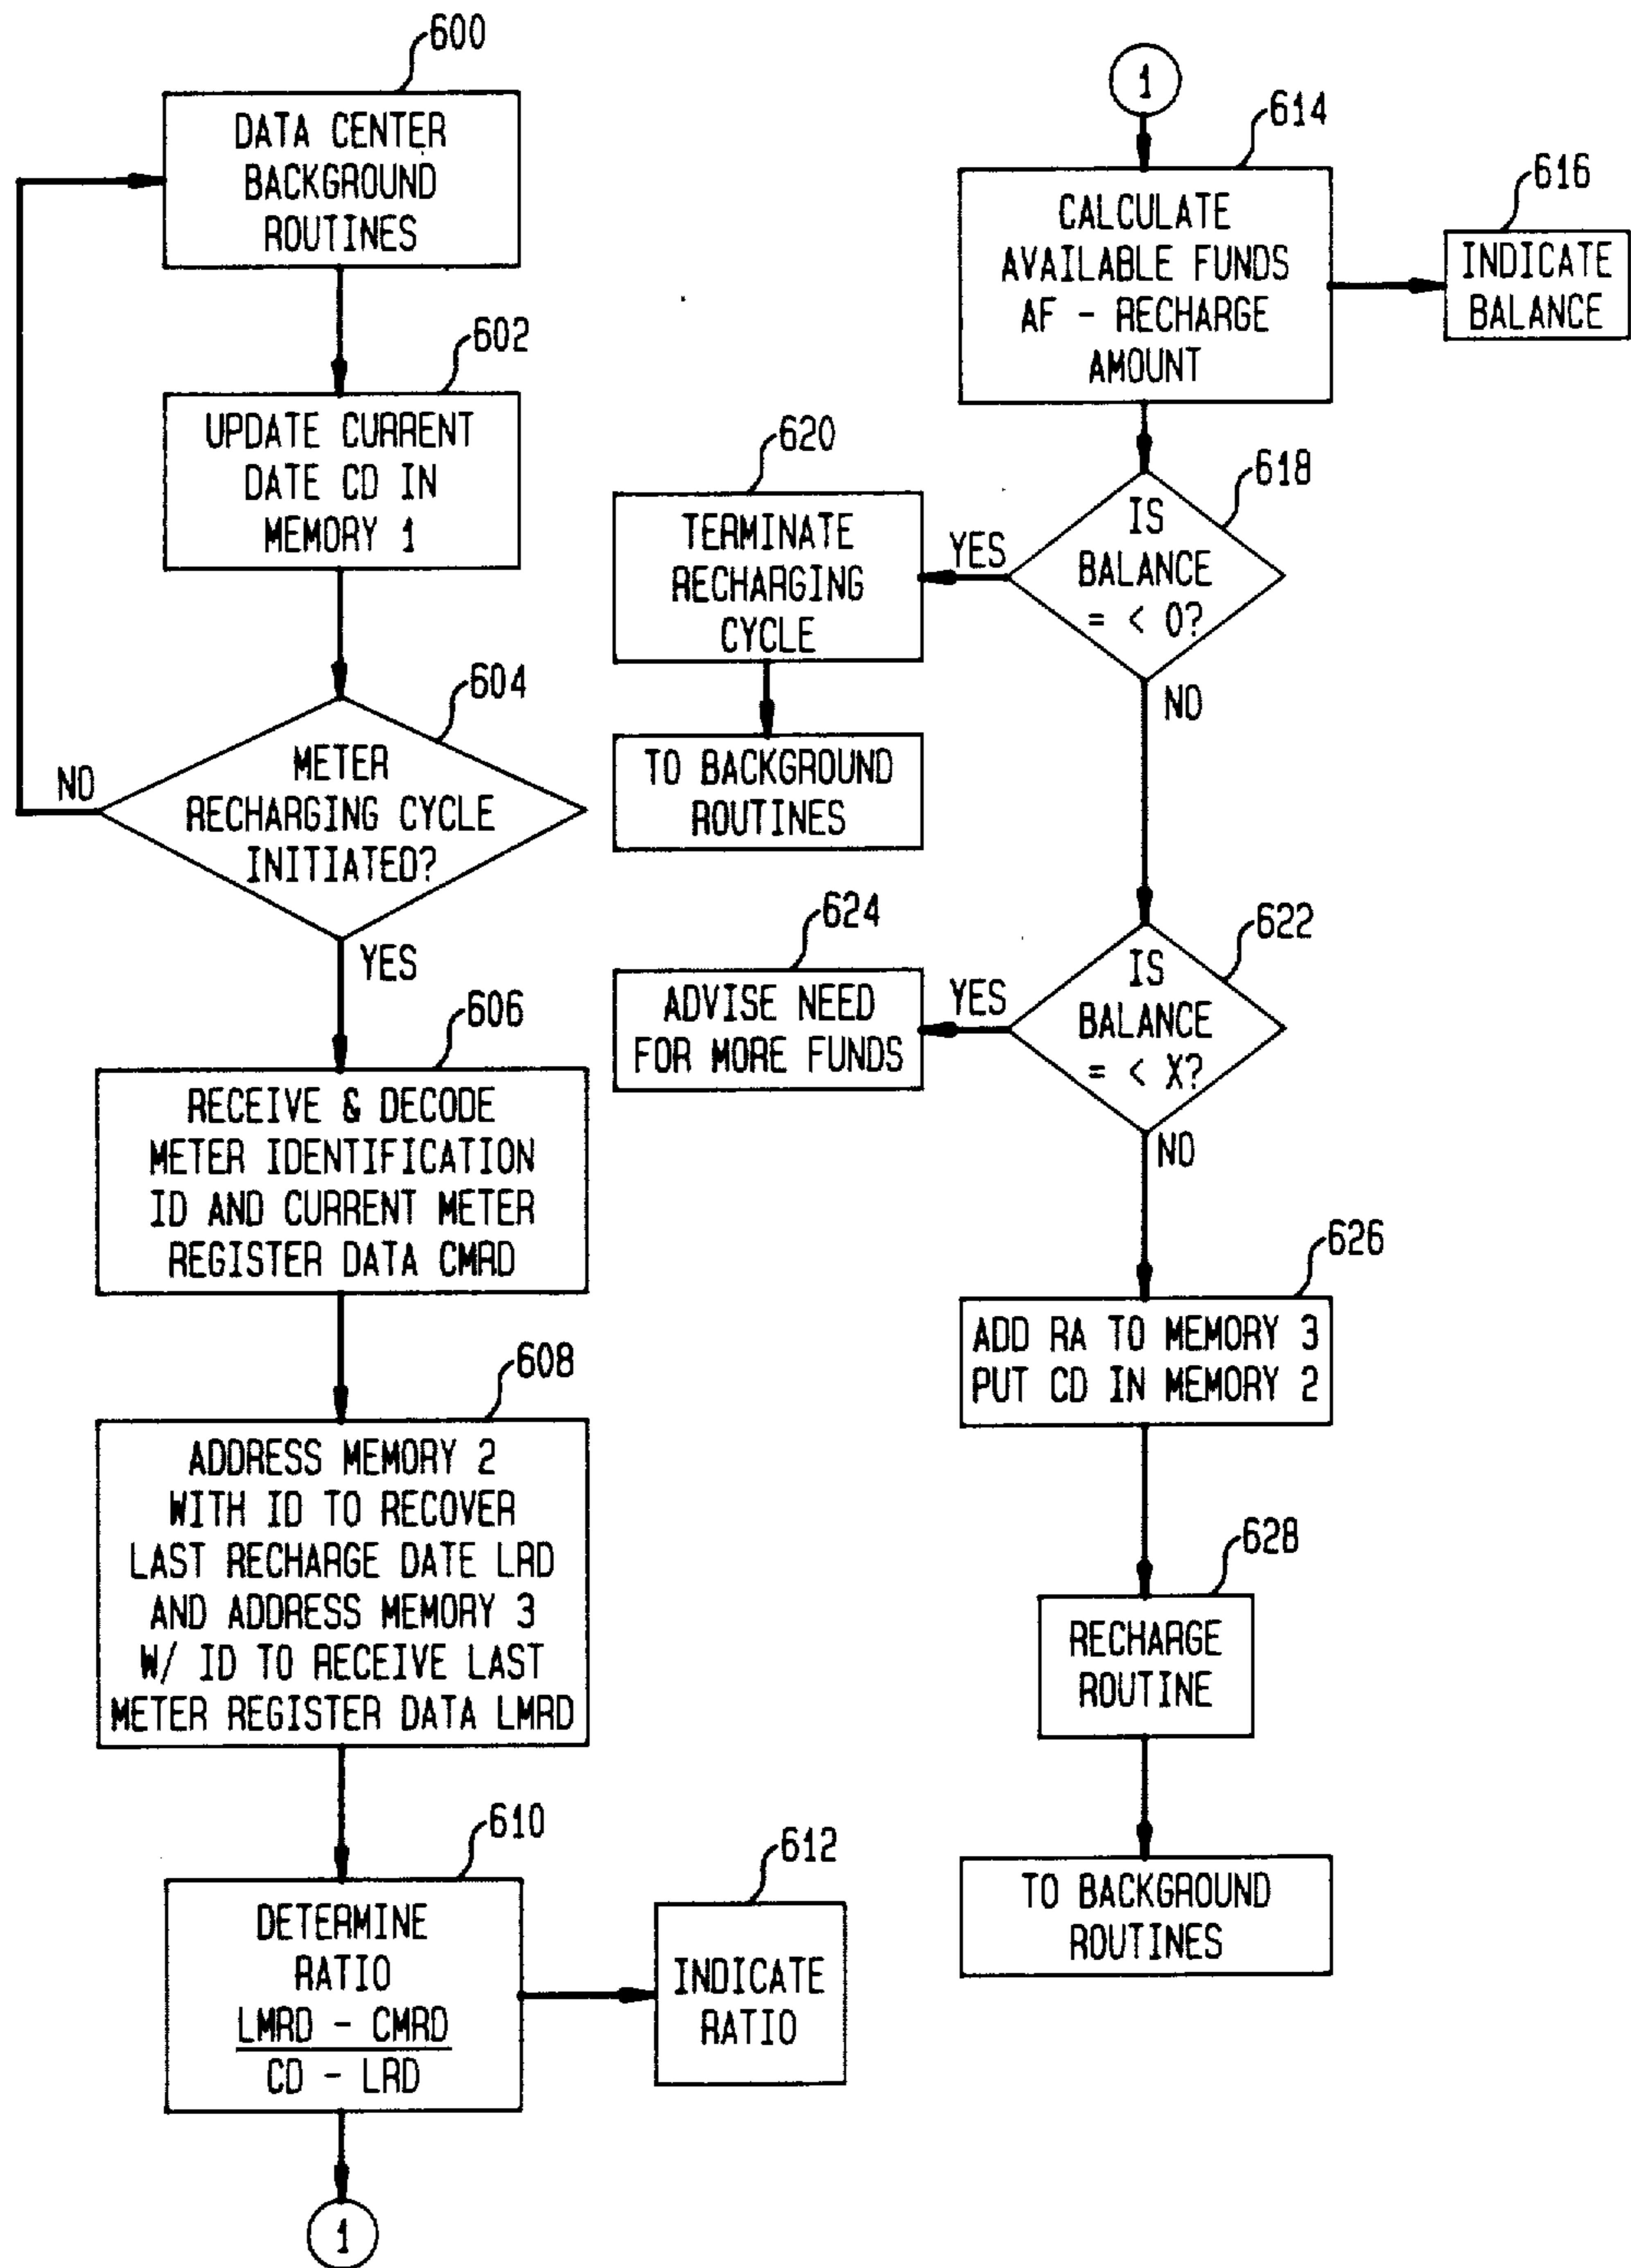 600
DATA CENTER
BACKGROUND
ROUTINES
602
UPDATE CURRENT
DATE CD IN
MEMORY 1
604
METER
RECHARGING CYCLE
INITIATED?
NO
YES
606
RECEIVE & DECODE
METER IDENTIFICATION
ID AND CURRENT METER
REGISTER DATA CMRD
608
ADDRESS MEMORY 2
WITH ID TO RECOVER
LAST RECHARGE DATE LRD
AND ADDRESS MEMORY 3
W/ ID TO RECEIVE LAST
METER REGISTER DATA LMRD
610
DETERMINE
RATIO
LMRD - CMRD
CD - LRD
612
INDICATE
RATIO
1
1
614
CALCULATE
AVAILABLE FUNDS
AF - RECHARGE
AMOUNT
616
INDICATE
BALANCE
618
IS
BALANCE
= < 0?
YES
NO
620
TERMINATE
RECHARGING
CYCLE
TO BACKGROUND
ROUTINES
622
IS
BALANCE
= < X?
YES
NO
624
ADVISE NEED
FOR MORE FUNDS
626
ADD RA TO MEMORY 3
PUT CD IN MEMORY 2
628
RECHARGE
ROUTINE
TO BACKGROUND
ROUTINES